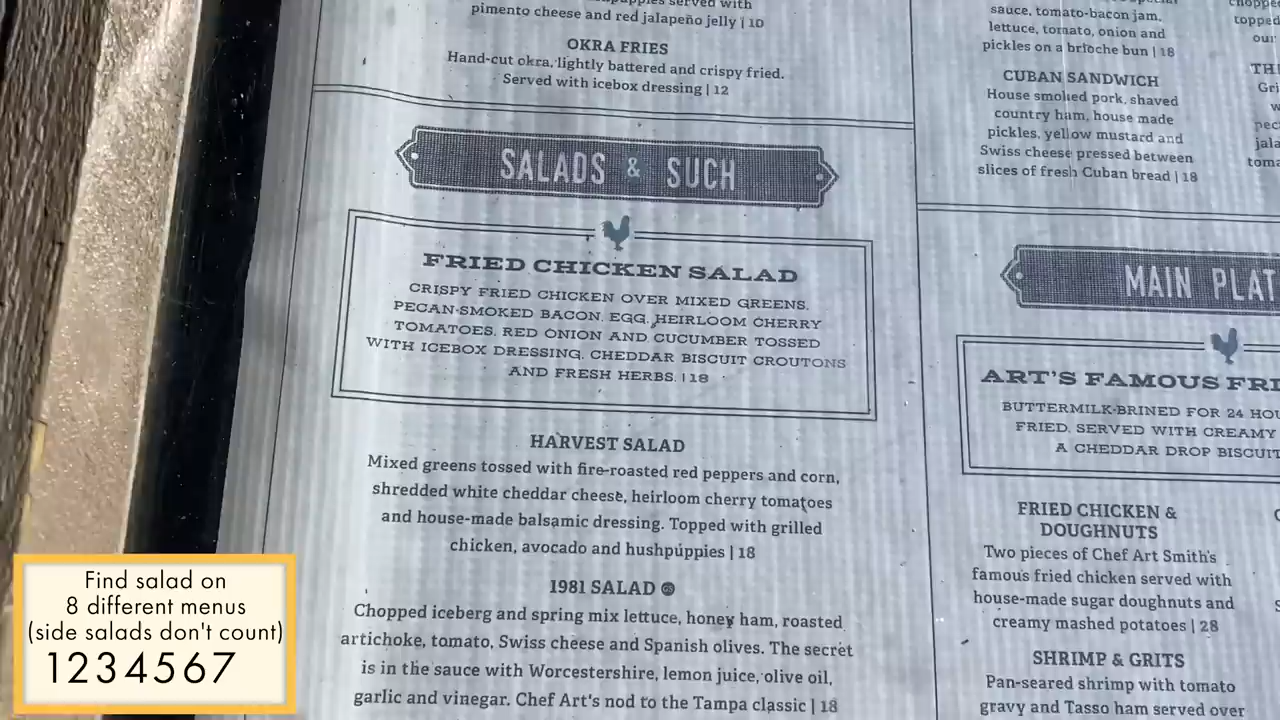 served with
pimento cheese and red jalapeño jelly | 10
OKRA FRIES
Hand-cut okra, lightly battered and crispy fried.
Served with icebox dressing | 12
SALADS & SUCH
FRIED CHICKEN SALAD
CRISPY FRIED CHICKEN OVER MIXED GREENS,
PECAN-SMOKED BACON, EGG, HEIRLOOM CHERRY
TOMATOES, RED ONION AND CUCUMBER TOSSED
WITH ICEBOX DRESSING, CHEDDAR BISCUIT CROUTONS
AND FRESH HERBS. | 18
HARVEST SALAD
Mixed greens tossed with fire-roasted red peppers and corn,
shredded white cheddar cheese, heirloom cherry tomatoes
and house-made balsamic dressing. Topped with grilled
chicken, avocado and hushpuppies | 18
1981 SALAD GS
Chopped iceberg and spring mix lettuce, honey ham, roasted
artichoke, tomato, Swiss cheese and Spanish olives. The secret
is in the sauce with Worcestershire, lemon juice, olive oil,
garlic and vinegar. Chef Art's nod to the Tampa classic | 18
sauce, tomato-bacon jam,
lettuce, tomato, onion and
pickles on a brioche bun | 18
CUBAN SANDWICH
House smoked pork, shaved
country ham, house made
pickles, yellow mustard and
Swiss cheese pressed between
slices of fresh Cuban bread | 18
MAIN PLAT
ART'S FAMOUS FRI
BUTTERMILK-BRINED FOR 24 HOU
FRIED. SERVED WITH CREAMY
A CHEDDAR DROP BISCUIT
FRIED CHICKEN &
DOUGHNUTS
Two pieces of Chef Art Smith's
famous fried chicken served with
house-made sugar doughnuts and
creamy mashed potatoes | 28
SHRIMP & GRITS
Pan-seared shrimp with tomato
gravy and Tasso ham served over
topped
our
Find salad on
8 different menus
(side salads don't count)
1234567